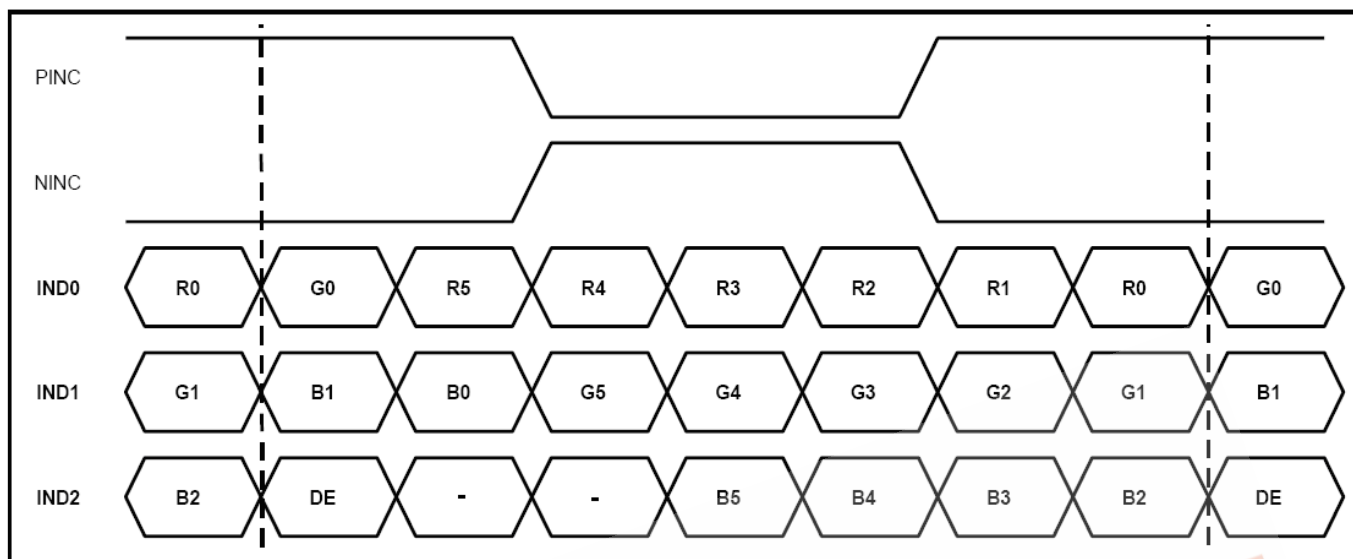 PINC
NINC
IND0 R0 G0 R5 R4 R3 R2 R1 R0 G0
IND1 G1 B1 B0 G5 G4 G3 G2 G1 B1
IND2 B2 DE - - B5 B4 B3 B2 DE